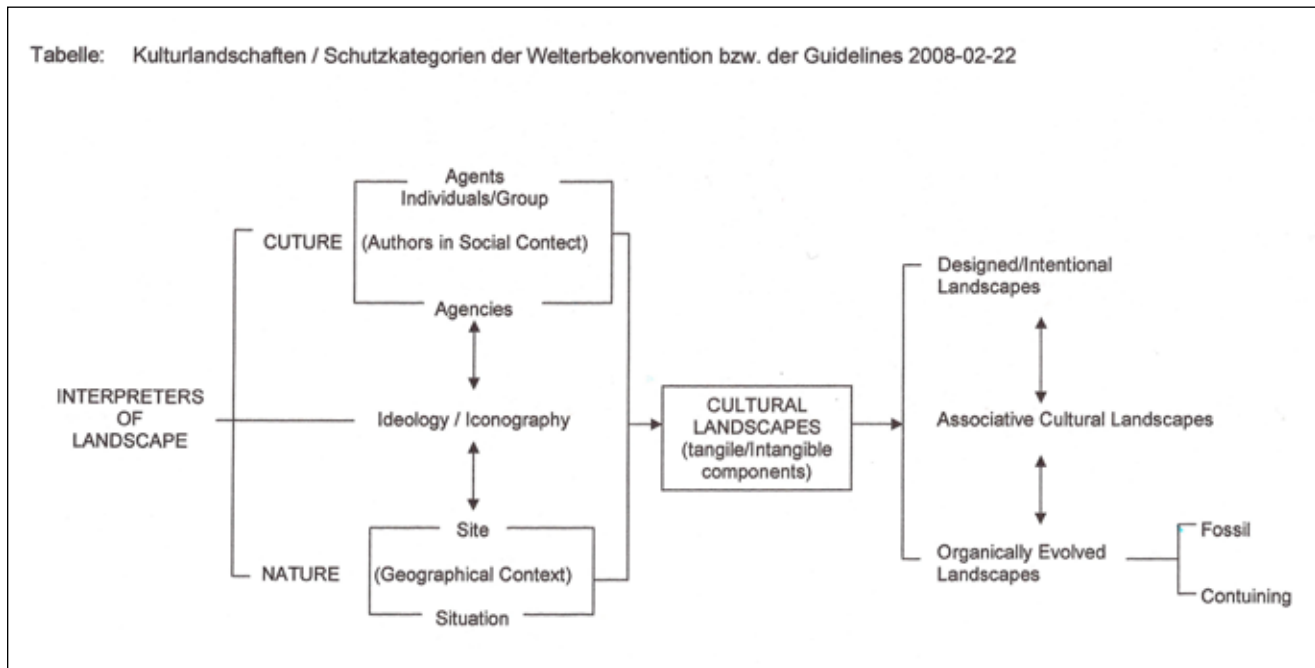 Tabelle: Kulturlandschaften / Schutzkategorien der Welterbekonvention bzw. der Guidelines 2008-02-22
Agents
Individuals/Group
CUTURE
(Authors in Social Contect)
Agencies
INTERPRETERS
OF
LANDSCAPE
Ideology / Iconography
Site
NATURE
(Geographical Context)
Situation
CULTURAL
LANDSCAPES
(tangile/Intangible
components)
Designed/Intentional
Landscapes
Associative Cultural Landscapes
Organically Evolved
Landscapes
Fossil
Contuining